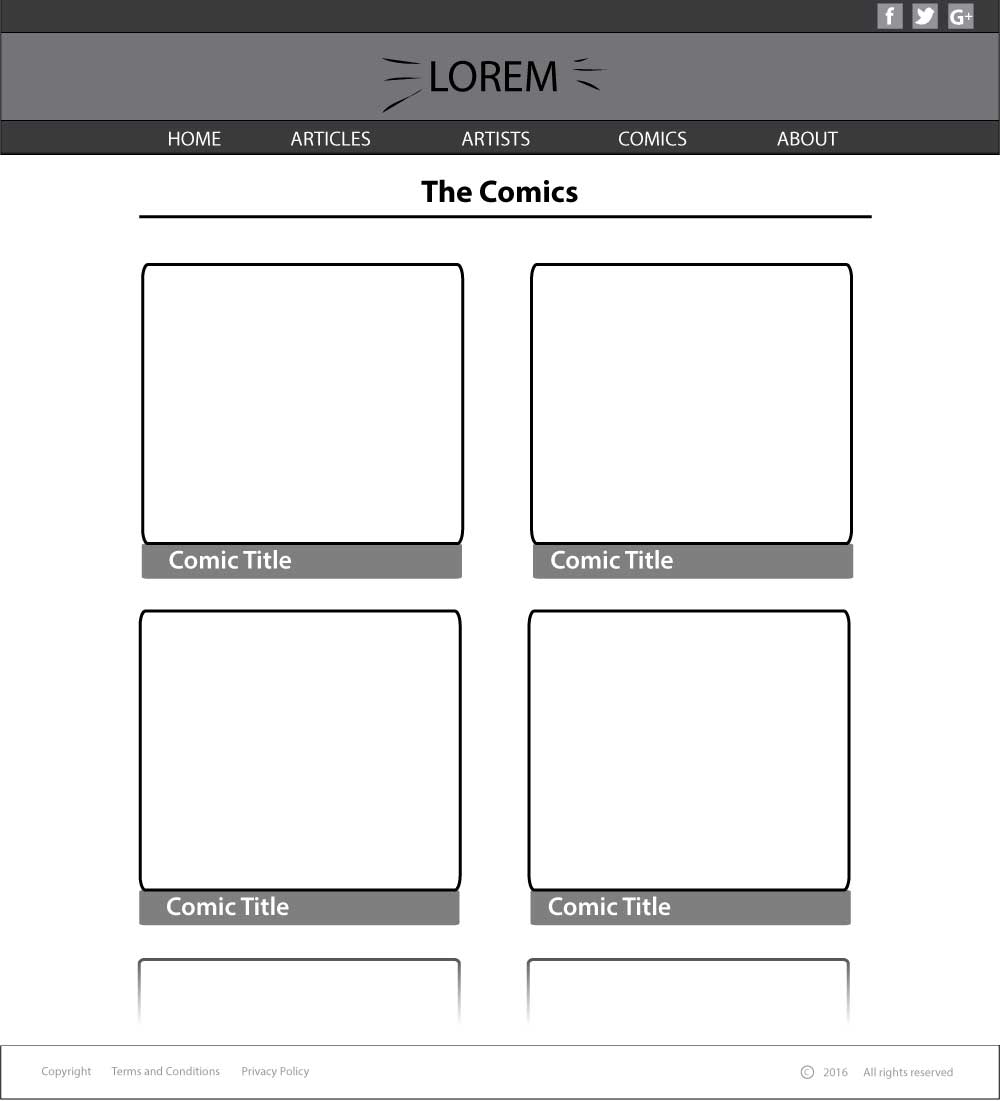 f G+
LOREM
HOME ARTICLES ARTISTS COMICS ABOUT
The Comics
Comic Title Comic Title
Comic Title Comic Title
Copyright Terms and Conditions Privacy Policy © 2016 All rights reserved